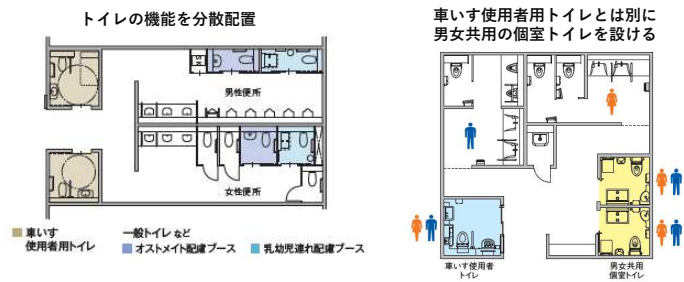 トイレの機能を分散配置
男性便所
SK
女性便所
車いす
使用者用トイレ
一般トイレ など
オストメイト配慮ブース
乳幼児連れ配慮ブース
車いす使用者用トイレとは別に
男女共用の個室トイレを設ける
車いす使用者
トイレ
男女共用
個室トイレ